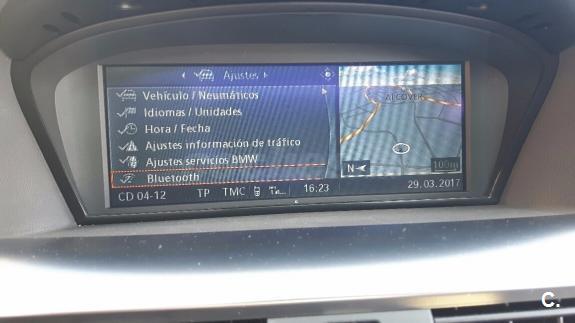 Ajustes
Vehículo / Neumáticos
Idiomas / Unidades
Hora / Fecha
Ajustes información de tráfico
Ajustes servicios BMW
Bluetooth
CD 04-12 TP TMC 16:23 29.03.2017
ALCOVER
N 100m
C.